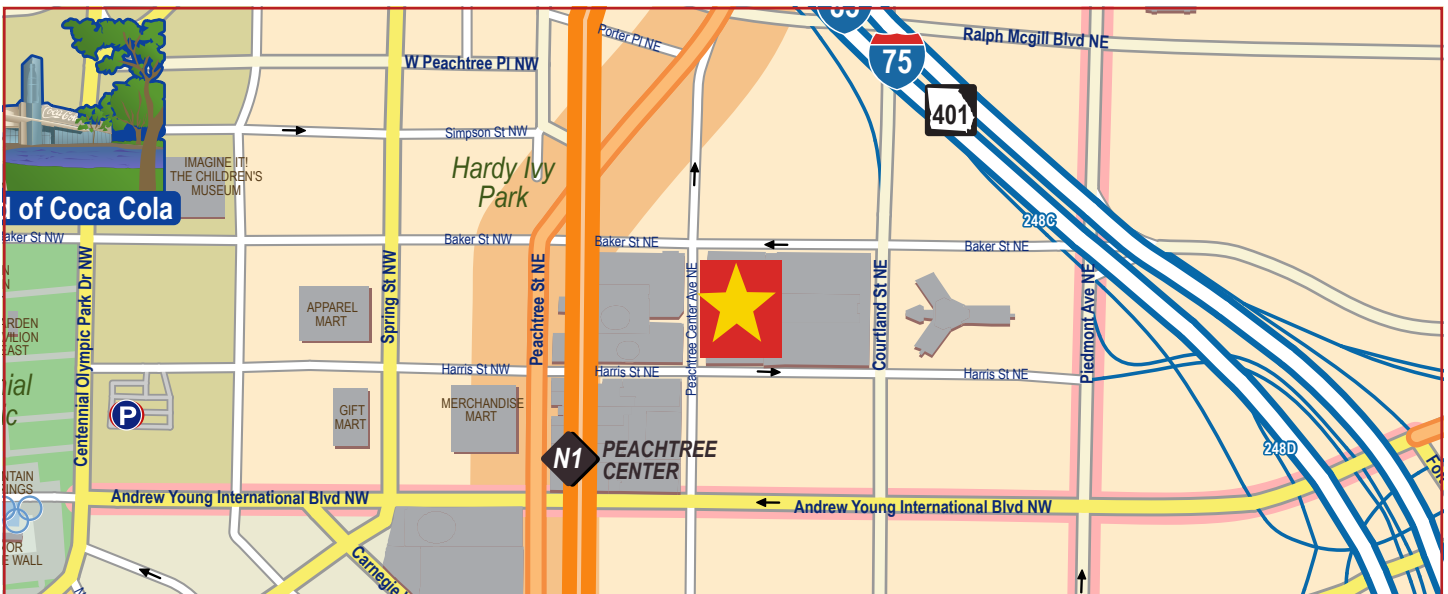 Porter Pl NE
Ralph Mcgill Blvd NE
75
W Peachtree Pl NW
401
Simpson St NW
IMAGINE IT!
THE CHILDREN'S
MUSEUM
Hardy Ivy
Park
of Coca Cola
248C
St NW
Baker St NW
Baker St NE
Baker St NE
Centennial Olympic Park Dr NW
Spring St NW
Peachtree St NE
Peachtree Center Ave NE
Courtland St NE
Piedmont Ave NE
APPAREL
MART
EAST
Harris St NW
Harris St NE
Harris St NE
P
GIFT
MART
MERCHANDISE
MART
N1
PEACHTREE
CENTER
248D
Andrew Young International Blvd NW
Andrew Young International Blvd NW
WALL
Carnegie